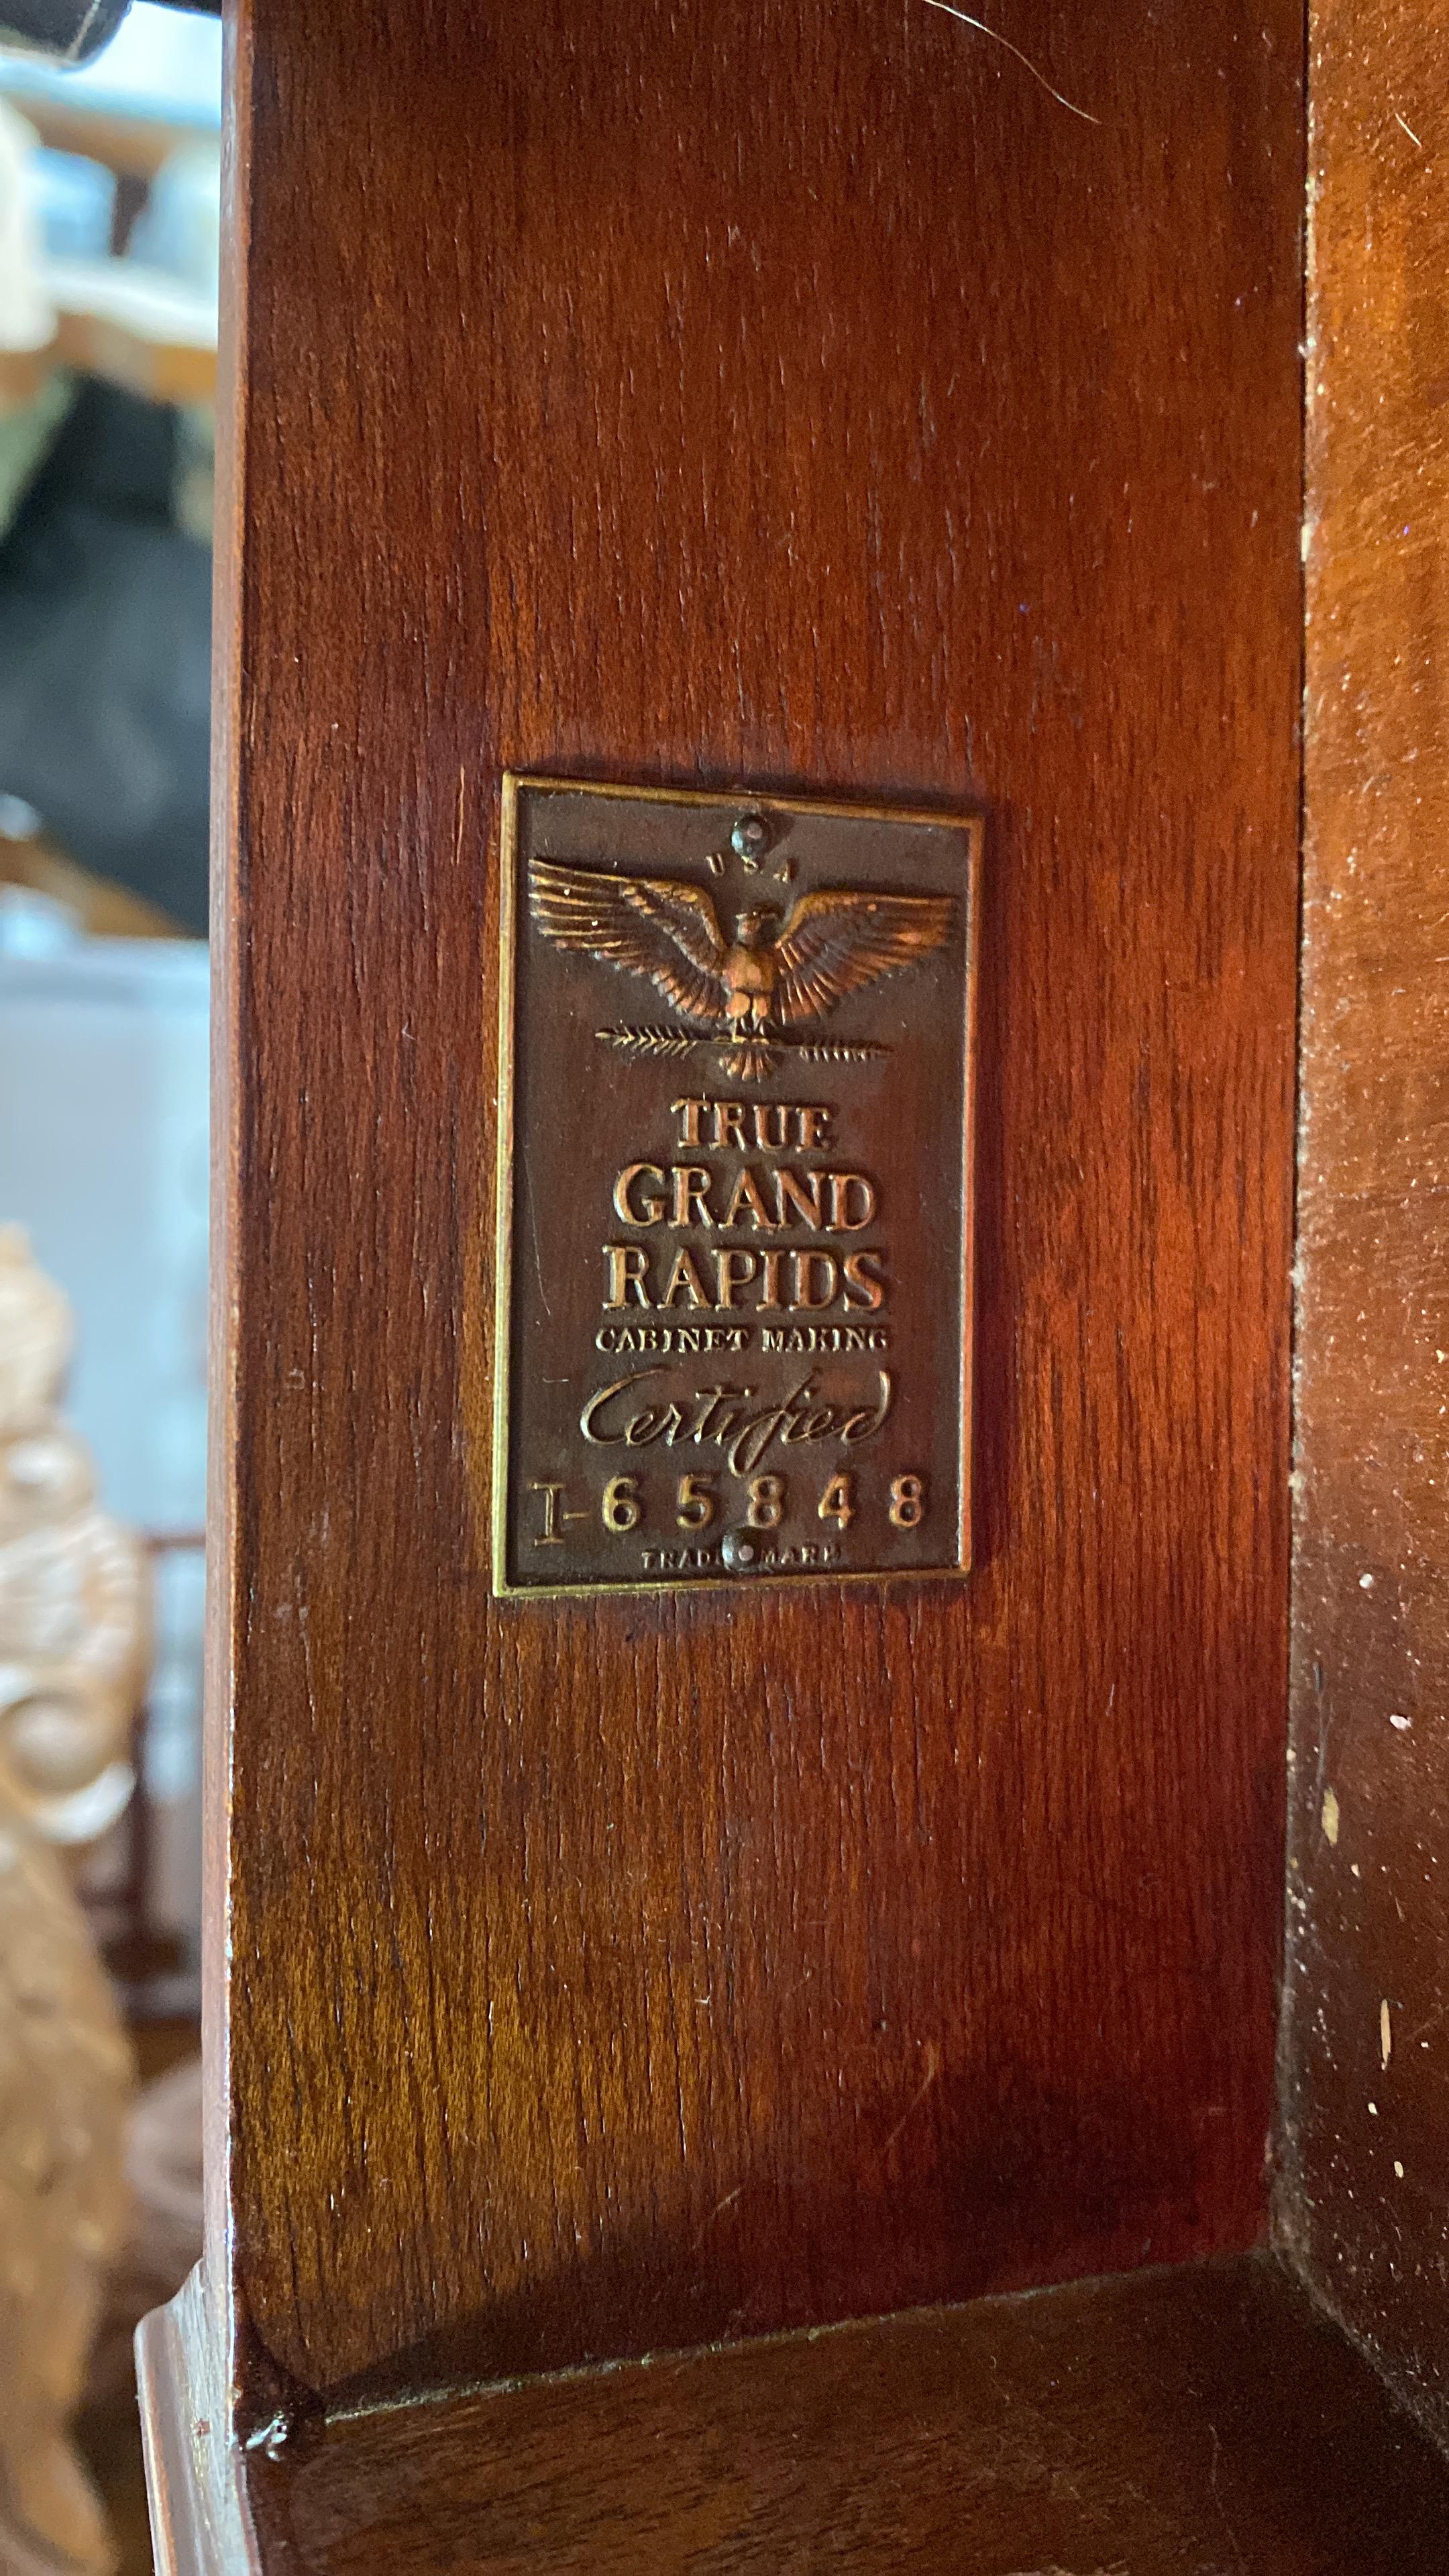 USA
TRUE
GRAND
RAPIDS
CABINET MAKING
Certified
I-65848
TRADE MARK